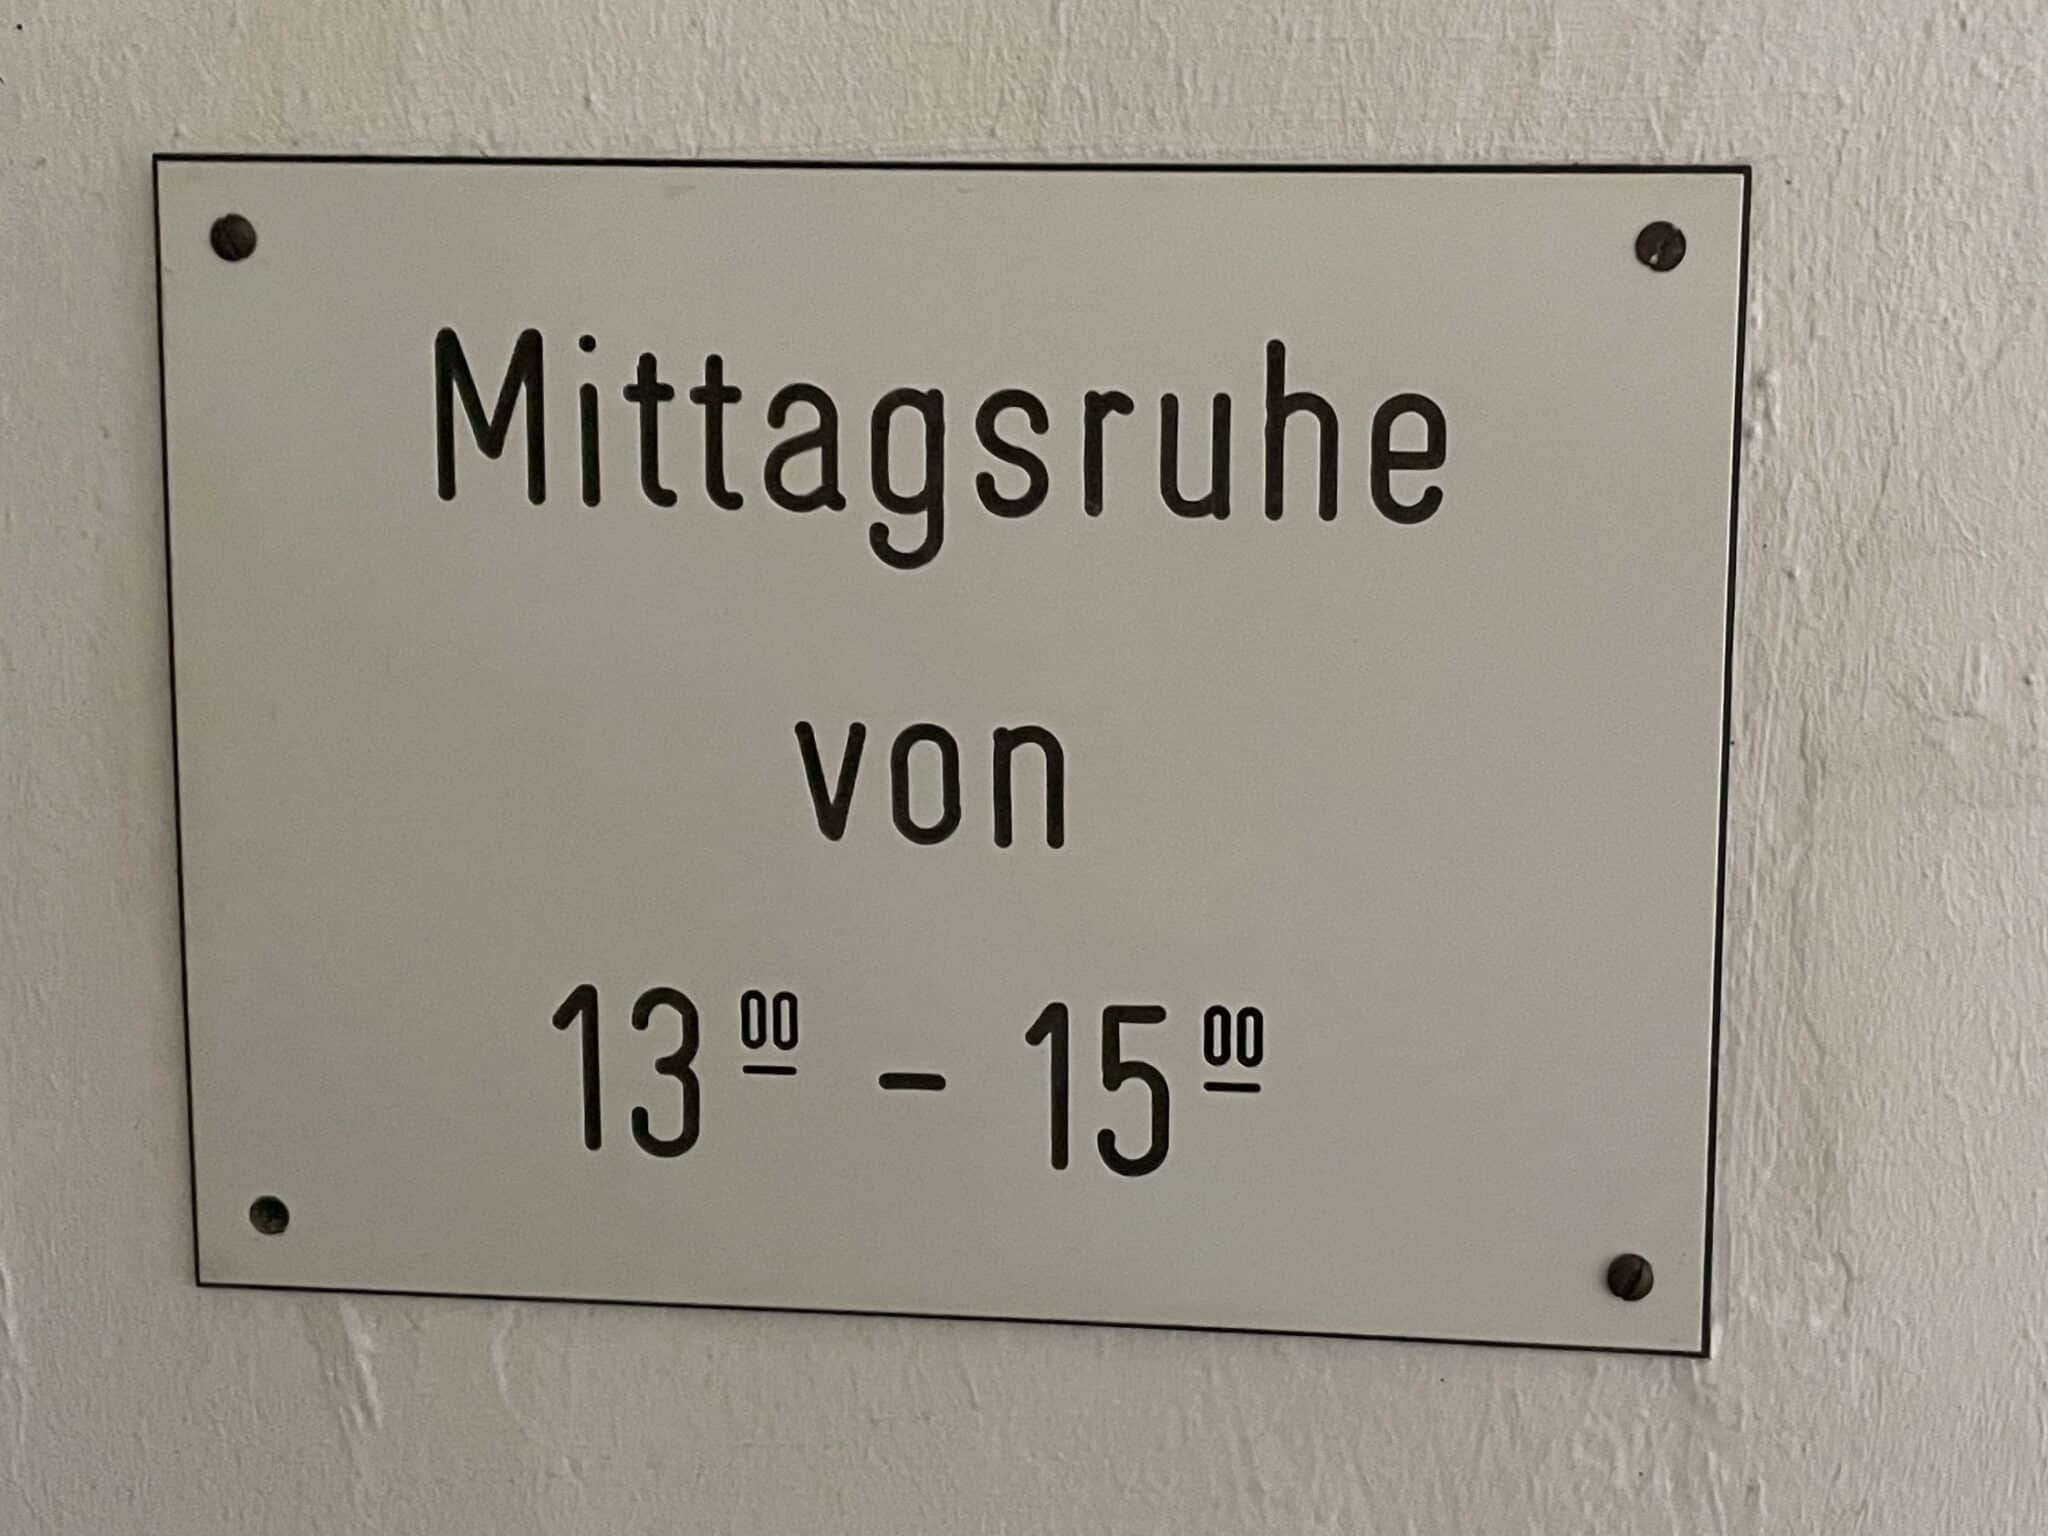 Mittagsruhe
von
13⁰⁰ - 15⁰⁰